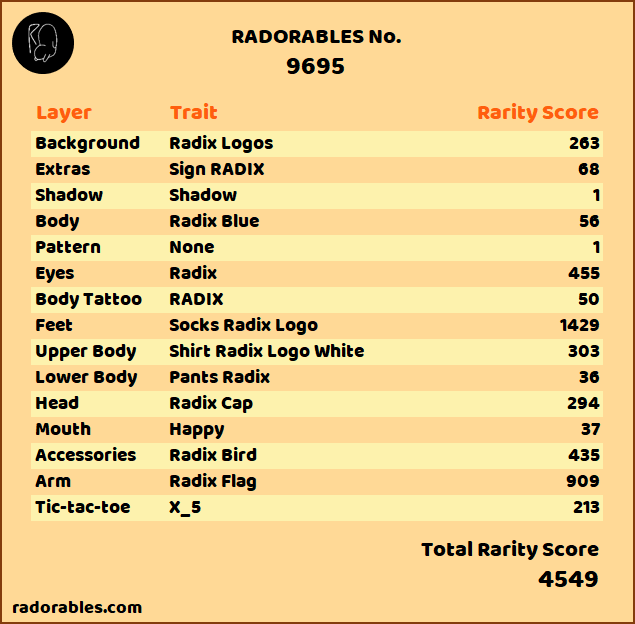 RADORABLES No.
9695
Layer Trait Rarity Score
Background Radix Logos 263
Extras Sign RADIX 68
Shadow Shadow 1
Body Radix Blue 56
Pattern None 1
Eyes Radix 455
Body Tattoo RADIX 50
Feet Socks Radix Logo 1429
Upper Body Shirt Radix Logo White 303
Lower Body Pants Radix 36
Head Radix Cap 294
Mouth Happy 37
Accessories Radix Bird 435
Arm Radix Flag 909
Tic-tac-toe X_5 213
Total Rarity Score
4549
radorables.com